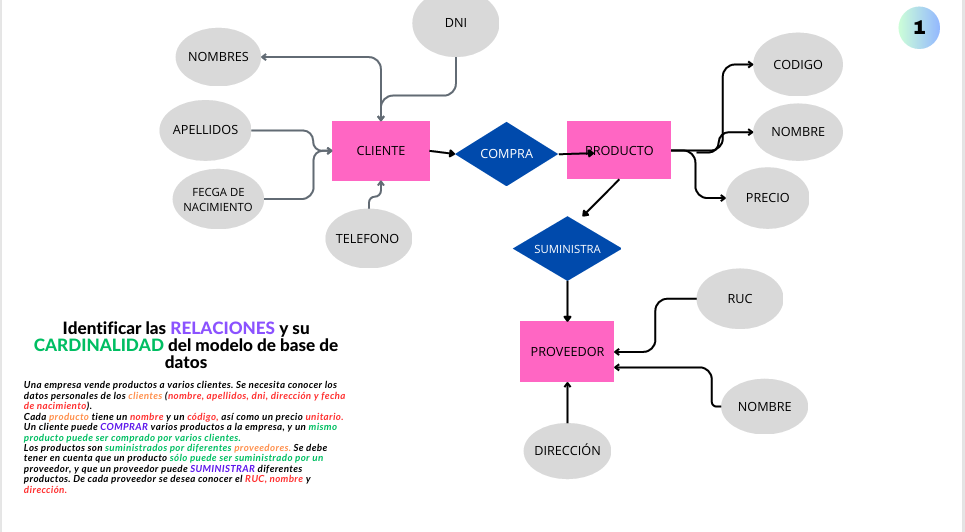 DNI
1
NOMBRES
CODIGO
APELLIDOS
NOMBRE
CLIENTE
COMPRA
PRODUCTO
FECGA DE
NACIMIENTO
PRECIO
TELEFONO
SUMINISTRA
RUC
Identificar las RELACIONES y su
CARDINALIDAD del modelo de base de
datos
PROVEEDOR
Una empresa vende productos a varios clientes. Se necesita conocer los
datos personales de los clientes (nombre, apellidos, dni, dirección y fecha
de nacimiento).
Cada producto tiene un nombre y un código, así como un precio unitario.
Un cliente puede COMPRAR varios productos a la empresa, y un mismo
producto puede ser comprado por varios clientes.
Los productos son suministrados por diferentes proveedores. Se debe
tener en cuenta que un producto sólo puede ser suministrado por un
proveedor, y que un proveedor puede SUMINISTRAR diferentes
productos. De cada proveedor se desea conocer el RUC, nombre y
dirección.
NOMBRE
DIRECCIÓN